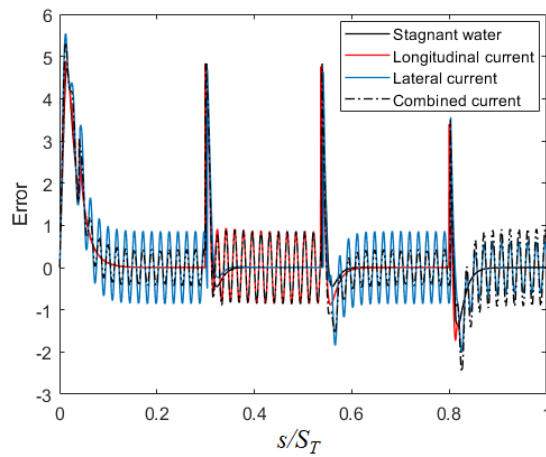 6
5
4
3
2
1
0
-1
-2
-3
Error
Stagnant water
Longitudinal current
Lateral current
Combined current
0 0.2 0.4 0.6 0.8 1
s/S_T